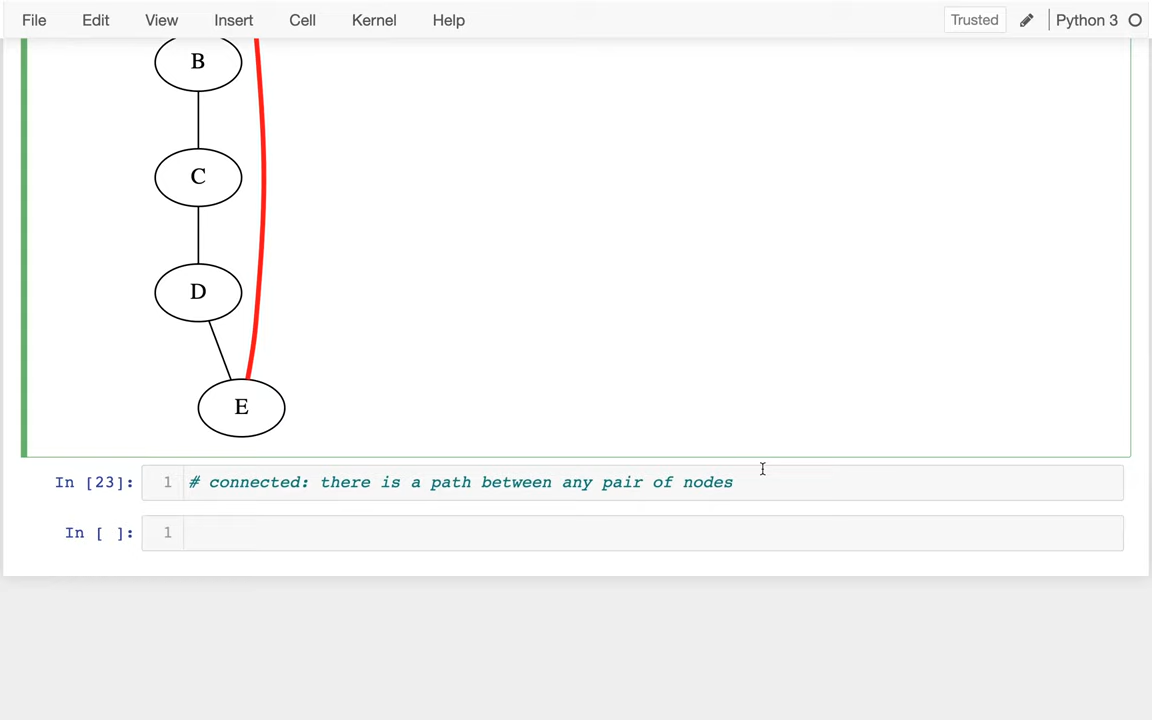 File Edit View Insert Cell Kernel Help Trusted Python 3
B
C
D
E
In [23]: 1 # connected: there is a path between any pair of nodes
In [ ]: 1